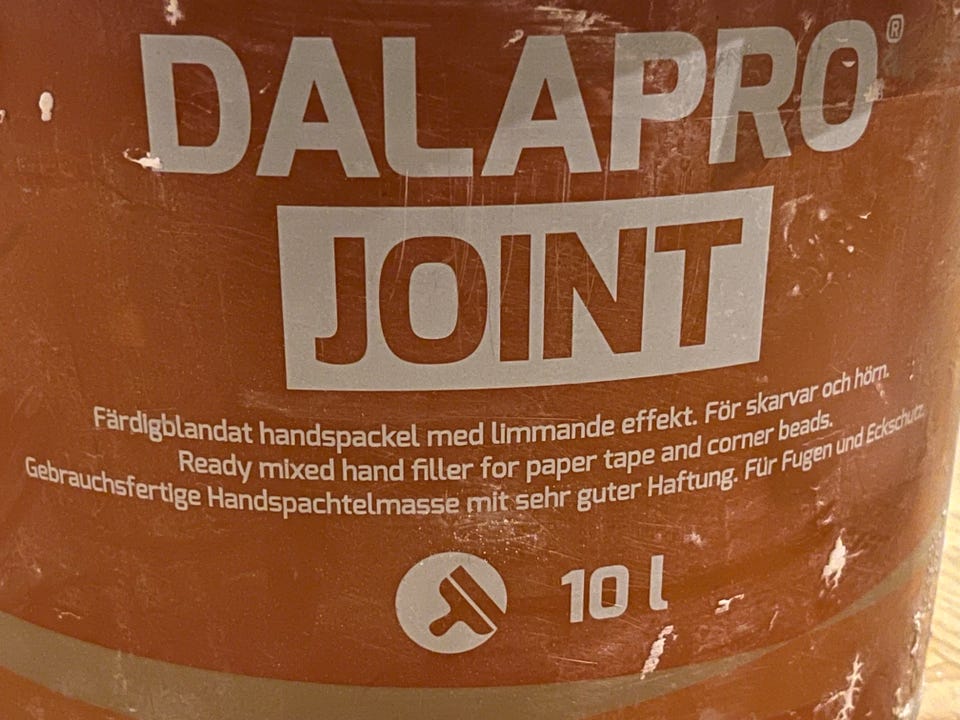 DALAPRO®
JOINT
Färdigblandat handspackel med limmande effekt. För skarvar och hörn.
Ready mixed hand filler for paper tape and corner beads.
Gebrauchsfertige Handspachtelmasse mit sehr guter Haftung. Für Fugen und Eckschutz.
10 l